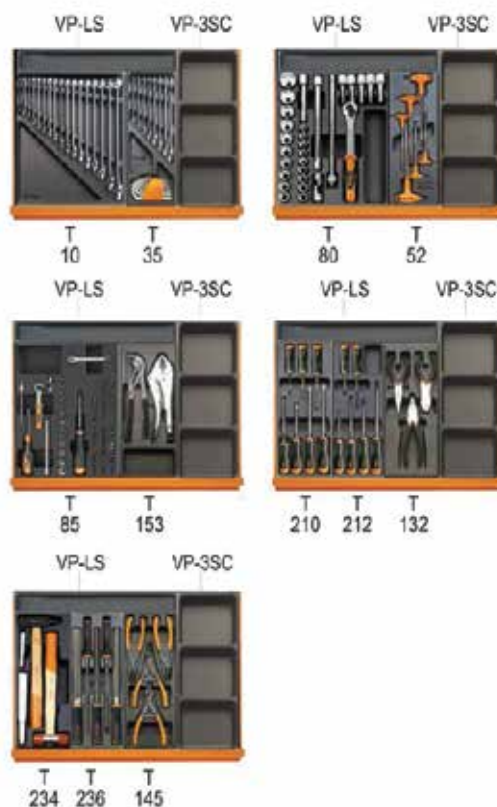 VP-LS VP-3SC
T T
10 35
VP-LS VP-3SC
T T
80 52
VP-LS VP-3SC
T T
85 153
VP-LS VP-3SC
T T T
210 212 132
VP-LS VP-3SC
T T T
234 236 145